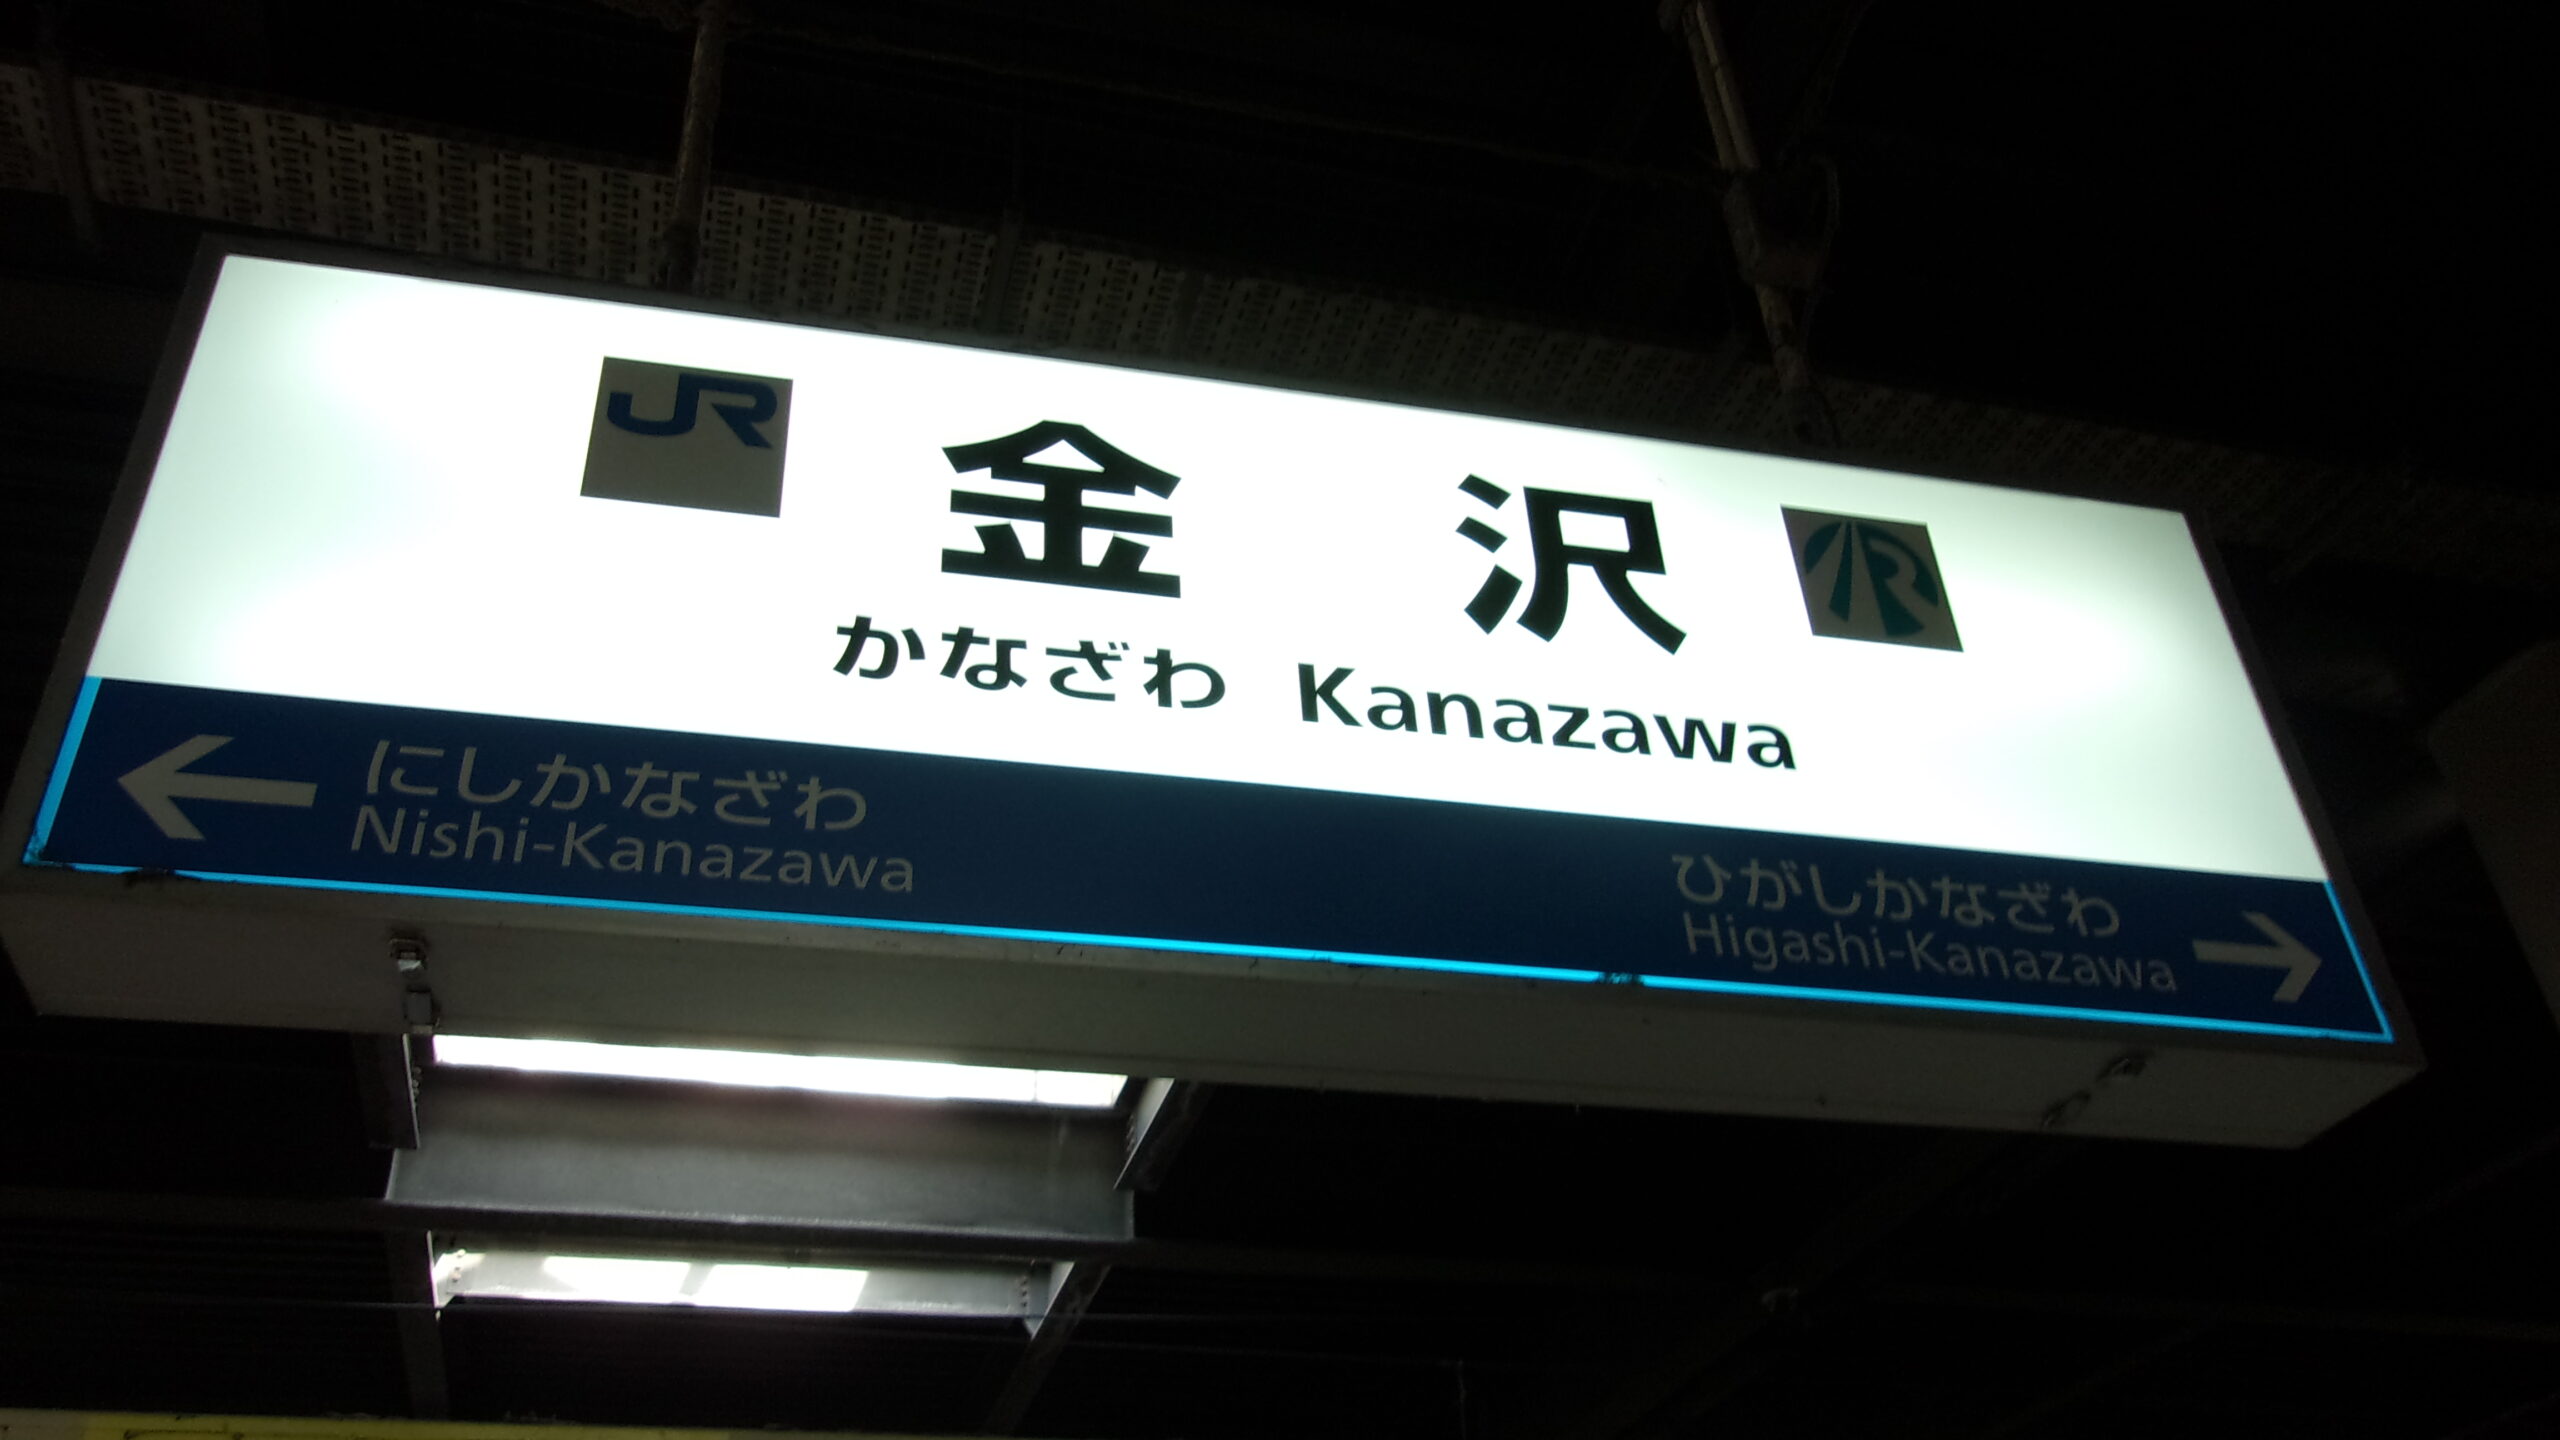 JR
金沢
IR
かなざわ Kanazawa
← にしかなざわ
Nishi-Kanazawa
ひがしかなざわ →
Higashi-Kanazawa